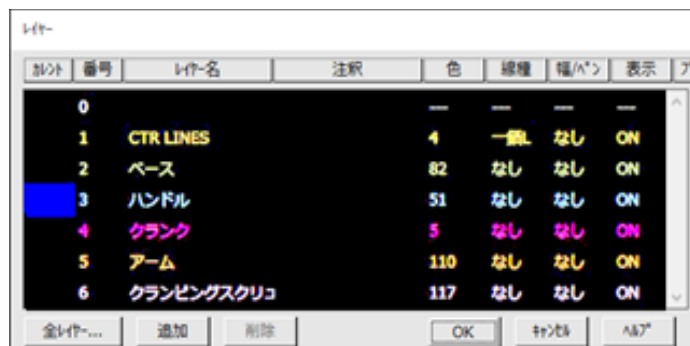 ﾚｲﾔｰ
ｶﾚﾝﾄ 番号 ﾚｲﾔｰ名 注釈 色 線種 幅/ﾍﾟﾝ 表示
0 --- --- --- ---
1 CTR LINES 4 一鎖L なし ON
2 ベース 82 なし なし ON
3 ハンドル 51 なし なし ON
4 クランク 5 なし なし ON
5 アーム 110 なし なし ON
6 クランピングスクリュ 117 なし なし ON
全ﾚｲﾔｰ... 追加 削除 OK ｷｬﾝｾﾙ ﾍﾙﾌﾟ